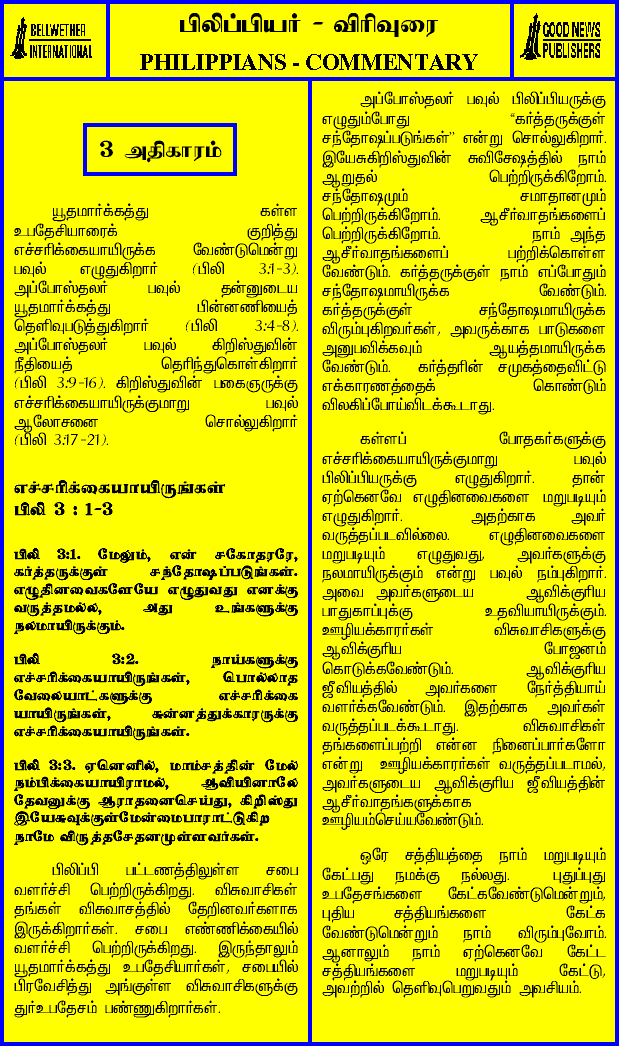 BELLWETHER
INTERNATIONAL
பிலிப்பியர் - விரிவுரை
PHILIPPIANS - COMMENTARY
GOOD NEWS
PUBLISHERS
3 அதிகாரம்
யூதமார்க்கத்து கள்ள
உபதேசியாரைக் குறித்து
எச்சரிக்கையாயிருக்க வேண்டுமென்று
பவுல் எழுதுகிறார் (பிலி 3:1-3).
அப்போஸ்தலர் பவுல் தன்னுடைய
யூதமார்க்கத்து பின்னணியைத்
தெளிவுபடுத்துகிறார் (பிலி 3:4-8).
அப்போஸ்தலர் பவுல் கிறிஸ்துவின்
நீதியைத் தெரிந்துகொள்கிறார்
(பிலி 3:9-16). கிறிஸ்துவின் பகைஞருக்கு
எச்சரிக்கையாயிருக்குமாறு பவுல்
ஆலோசனை சொல்லுகிறார்
(பிலி 3:17-21).
எச்சரிக்கையாயிருங்கள்
பிலி 3 : 1-3
பிலி 3:1. மேலும், என் சகோதரரே,
கர்த்தருக்குள் சந்தோஷப்படுங்கள்.
எழுதினவைகளையே எழுதுவது எனக்கு
வருத்தமல்ல, அது உங்களுக்கு
நலமாயிருக்கும்.
பிலி 3:2. நாய்களுக்கு
எச்சரிக்கையாயிருங்கள், பொல்லாத
வேலையாட்களுக்கு எச்சரிக்கை
யாயிருங்கள், சுன்னத்துக்காரருக்கு
எச்சரிக்கையாயிருங்கள்.
பிலி 3:3. ஏனெனில், மாம்சத்தின் மேல்
நம்பிக்கையாயிராமல், ஆவியினாலே
தேவனுக்கு ஆராதனைசெய்து, கிறிஸ்து
இயேசுவுக்குள்மேன்மைபாராட்டுகிற
நாமே விருத்தசேதனமுள்ளவர்கள்.
பிலிப்பி பட்டணத்திலுள்ள சபை
வளர்ச்சி பெற்றிருக்கிறது. விசுவாசிகள்
தங்கள் விசுவாசத்தில் தேறினவர்களாக
இருக்கிறார்கள். சபை எண்ணிக்கையில்
வளர்ச்சி பெற்றிருக்கிறது. இருந்தாலும்
யூதமார்க்கத்து உபதேசியார்கள், சபையில்
பிரவேசித்து அங்குள்ள விசுவாசிகளுக்கு
துர்உபதேசம் பண்ணுகிறார்கள்.
அப்போஸ்தலர் பவுல் பிலிப்பியருக்கு
எழுதும்போது “கர்த்தருக்குள்
சந்தோஷப்படுங்கள்” என்று சொல்லுகிறார்.
இயேசுகிறிஸ்துவின் சுவிசேஷத்தில் நாம்
ஆறுதல் பெற்றிருக்கிறோம்.
சந்தோஷமும் சமாதானமும்
பெற்றிருக்கிறோம். ஆசீர்வாதங்களைப்
பெற்றிருக்கிறோம். நாம் அந்த
ஆசீர்வாதங்களைப் பற்றிக்கொள்ள
வேண்டும். கர்த்தருக்குள் நாம் எப்போதும்
சந்தோஷமாயிருக்க வேண்டும்.
கர்த்தருக்குள் சந்தோஷமாயிருக்க
விரும்புகிறவர்கள், அவருக்காக பாடுகளை
அனுபவிக்கவும் ஆயத்தமாயிருக்க
வேண்டும். கர்த்தரின் சமுகத்தைவிட்டு
எக்காரணத்தைக் கொண்டும்
விலகிப்போய்விடக்கூடாது.
கள்ளப் போதகர்களுக்கு
எச்சரிக்கையாயிருக்குமாறு பவுல்
பிலிப்பியருக்கு எழுதுகிறார். தான்
ஏற்கெனவே எழுதினவைகளை மறுபடியும்
எழுதுகிறார். அதற்காக அவர்
வருத்தப்படவில்லை. எழுதினவைகளை
மறுபடியும் எழுதுவது, அவர்களுக்கு
நலமாயிருக்கும் என்று பவுல் நம்புகிறார்.
அவை அவர்களுடைய ஆவிக்குரிய
பாதுகாப்புக்கு உதவியாயிருக்கும்.
ஊழியக்காரர்கள் விசுவாசிகளுக்கு
ஆவிக்குரிய போஜனம்
கொடுக்கவேண்டும். ஆவிக்குரிய
ஜீவியத்தில் அவர்களை நேர்த்தியாய்
வளர்க்கவேண்டும். இதற்காக அவர்கள்
வருத்தப்படக்கூடாது. விசுவாசிகள்
தங்களைப்பற்றி என்ன நினைப்பார்களோ
என்று ஊழியக்காரர்கள் வருத்தப்படாமல்,
அவர்களுடைய ஆவிக்குரிய ஜீவியத்தின்
ஆசீர்வாதங்களுக்காக
ஊழியம்செய்யவேண்டும்.
ஒரே சத்தியத்தை நாம் மறுபடியும்
கேட்பது நமக்கு நல்லது. புதுப்புது
உபதேசங்களை கேட்கவேண்டுமென்றும்,
புதிய சத்தியங்களை கேட்க
வேண்டுமென்றும் நாம் விரும்புவோம்.
ஆனாலும் நாம் ஏற்கெனவே கேட்ட
சத்தியங்களை மறுபடியும் கேட்டு,
அவற்றில் தெளிவுபெறுவதும் அவசியம்.